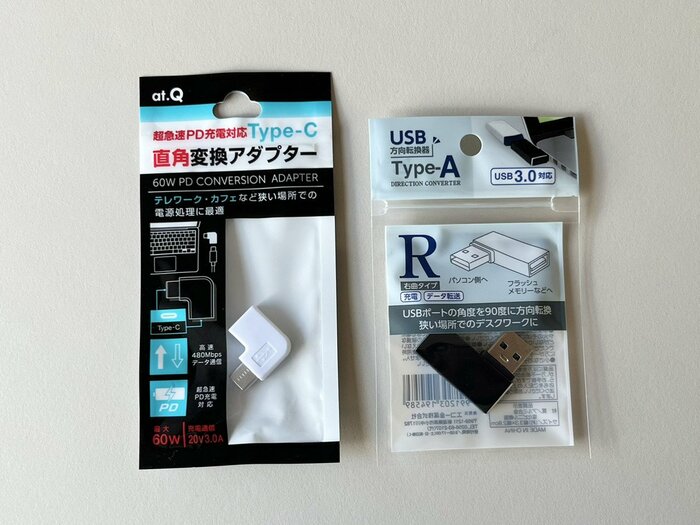 at.Q
超急速PD充電対応Type-C
直角変換アダプター
60W PD CONVERSION ADAPTER
テレワーク・カフェなど狭い場所での
電源処理に最適
Type-C
高速
480Mbps
データ通信
超急速
PD充電
対応
PD
最大
60W
充電通信
20V3.0A
USB
方向転換器
Type-A
DIRECTION CONVERTER
USB3.0対応
R
右曲タイプ
充電
データ転送
パソコン側へ
フラッシュ
メモリーなどへ
USBポートの角度を90度に方向転換
狭い場所でのデスクワークに
MADE IN CHINA